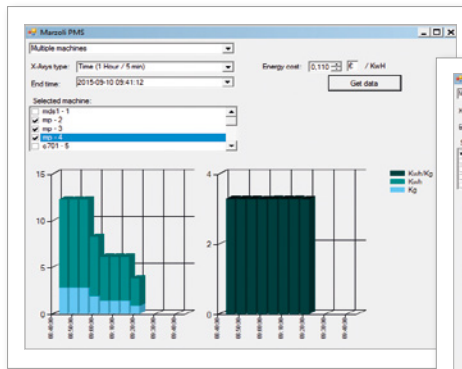 Marzoli PMS
Multiple machines
X-Axys type: Time (1 Hour / 5 min) Energy cost: 0,110 € / KwH
End time: 2015-09-10 09:41:12 Get data
Selected machine:
mds1 - 1
mp - 2
mp - 3
mp - 4
c701 - 5
15
10
5
0
4
2
0
Kwh/Kg
Kwh
Kg